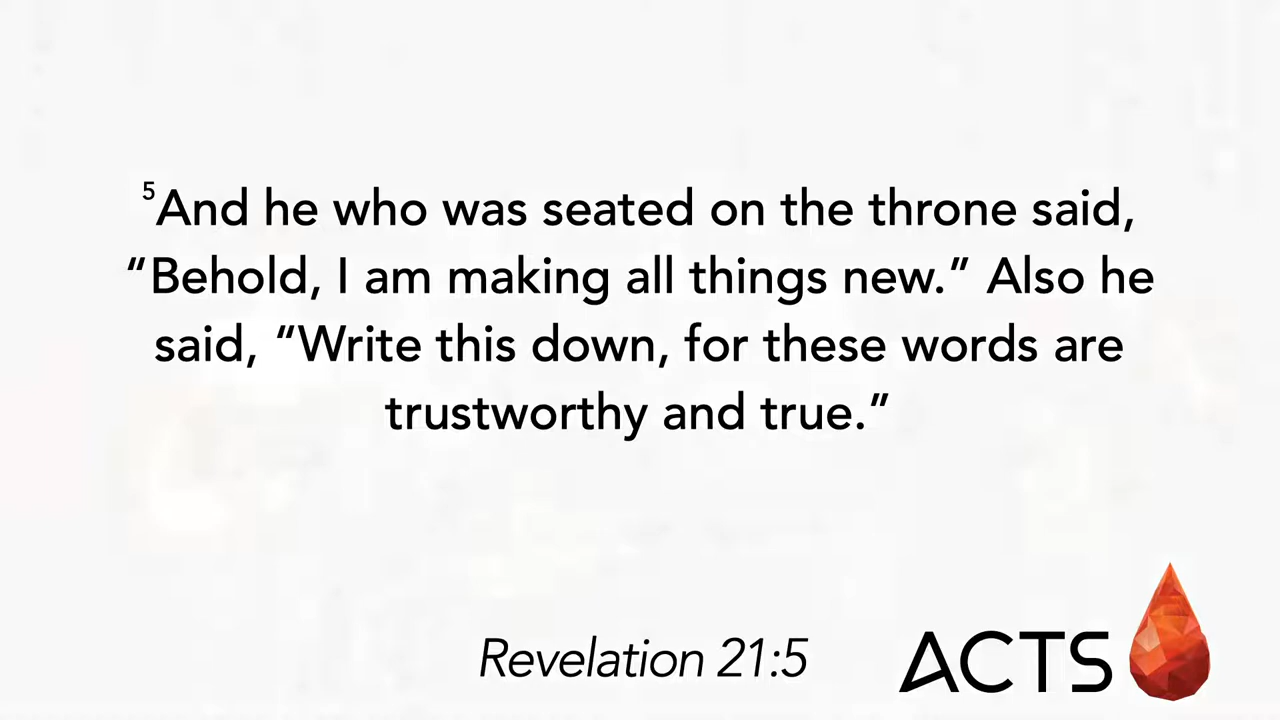 5And he who was seated on the throne said,
“Behold, I am making all things new.” Also he
said, “Write this down, for these words are
trustworthy and true.”
Revelation 21:5
ACTS